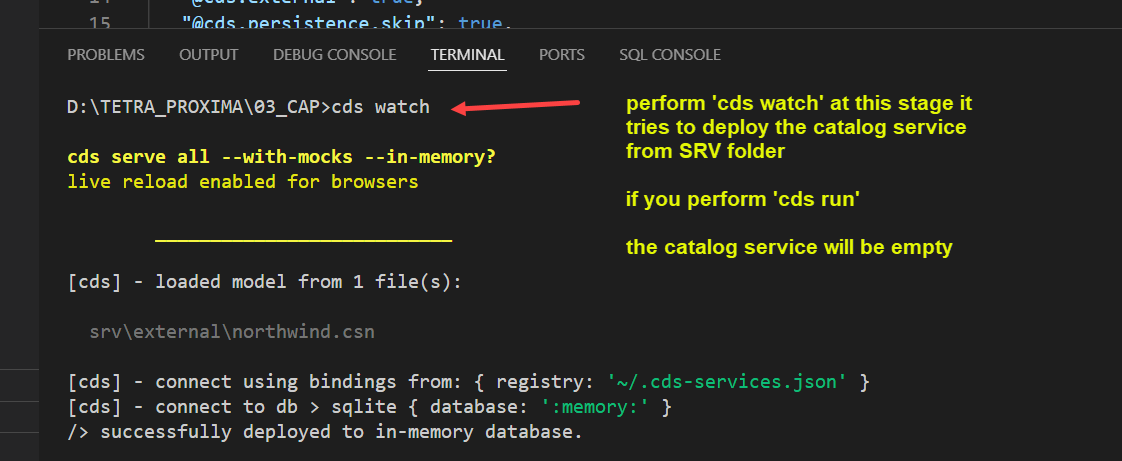 14 "@cds.external": true,
15 "@cds.persistence.skip": true,
PROBLEMS OUTPUT DEBUG CONSOLE TERMINAL PORTS SQL CONSOLE
D:\TETRA_PROXIMA\03_CAP>cds watch
cds serve all --with-mocks --in-memory?
live reload enabled for browsers
___________________________
[cds] - loaded model from 1 file(s):
srv\external\northwind.csn
[cds] - connect using bindings from: { registry: '~/.cds-services.json' }
[cds] - connect to db > sqlite { database: ':memory:' }
/> successfully deployed to in-memory database.
perform 'cds watch' at this stage it
tries to deploy the catalog service
from SRV folder
if you perform 'cds run'
the catalog service will be empty